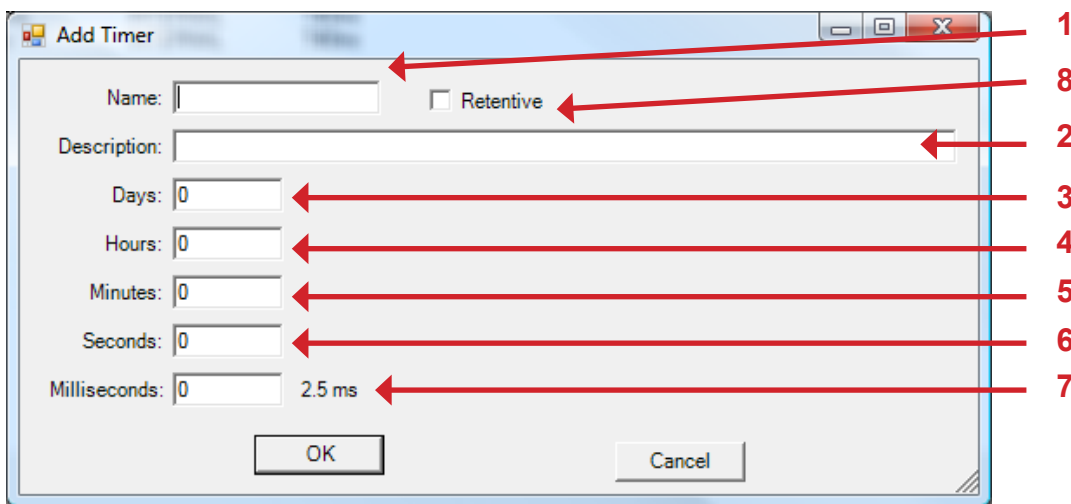 Add Timer
1
Name:
Retentive
8
Description:
2
Days: 0
3
Hours: 0
4
Minutes: 0
5
Seconds: 0
6
Milliseconds: 0 2.5 ms
7
OK Cancel